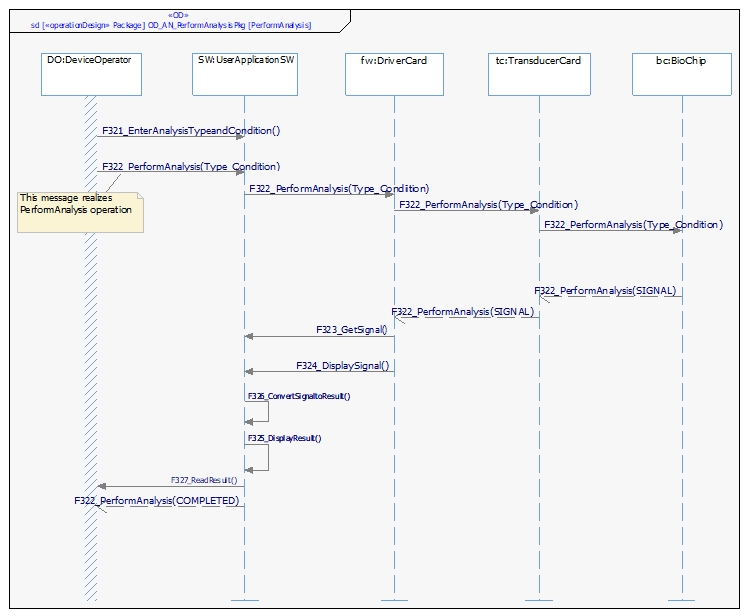 «OD»
sd [«operationDesign» Package] OD_AN_PerformAnalysisPkg [PerformAnalysis]
DO:DeviceOperator
SW:UserApplicationSW
fw:DriverCard
tc:TransducerCard
bc:BioChip
F321_EnterAnalysisTypeandCondition()
F322_PerformAnalysis(Type_Condition)
This message realizes
PerformAnalysis operation
F322_PerformAnalysis(Type_Condition)
F322_PerformAnalysis(Type_Condition)
F322_PerformAnalysis(Type_Condition)
F322_PerformAnalysis(SIGNAL)
F322_PerformAnalysis(SIGNAL)
F323_GetSignal()
F324_DisplaySignal()
F326_ConvertSignaltoResult()
F325_DisplayResult()
F327_ReadResult()
F322_PerformAnalysis(COMPLETED)